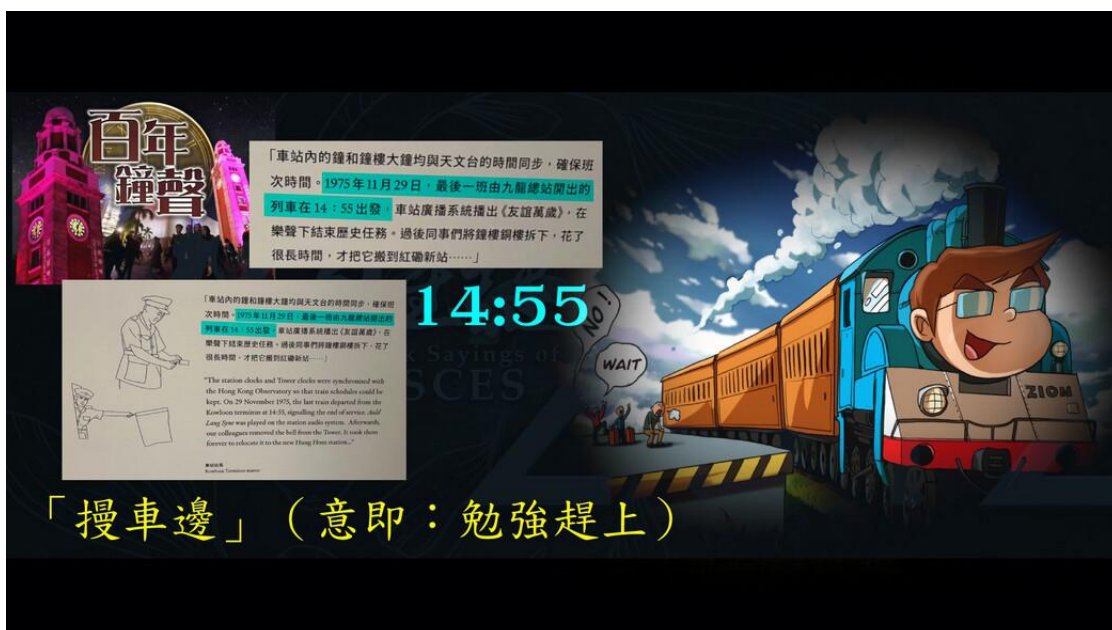 百年
鐘聲
「車站內的鐘和鐘樓大鐘均與天文台的時間同步，確保班
次時間。1975年11月29日，最後一班由九龍總站開出的
列車在14：55出發，車站廣播系統播出《友誼萬歲》，在
樂聲下結束歷史任務。過後同事們將鐘樓銅樓拆下，花了
很長時間，才把它搬到紅磡新站⋯⋯」
「車站內的鐘和鐘樓大鐘均與天文台的時間同步，確保班
次時間。1975年11月29日，最後一班由九龍總站開出的
列車在14：55出發，車站廣播系統播出《友誼萬歲》，在
樂聲下結束歷史任務。過後同事們將鐘樓銅樓拆下，花了
很長時間，才把它搬到紅磡新站⋯⋯」
"The station clocks and Tower clocks were synchronised with
the Hong Kong Observatory so that train schedules could be
kept. On 29 November 1975, the last train departed from the
Kowloon terminus at 14:55, signalling the end of service. Auld
Lang Syne was played on the station audio system. Afterwards,
our colleagues removed the bell from the Tower. It took them
forever to relocate it to the new Hung Hom station..."
Kowloon Terminus master
14:55
Sayings of
SCES
NO!
WAIT
ZION
「摱車邊」（意即：勉強趕上）